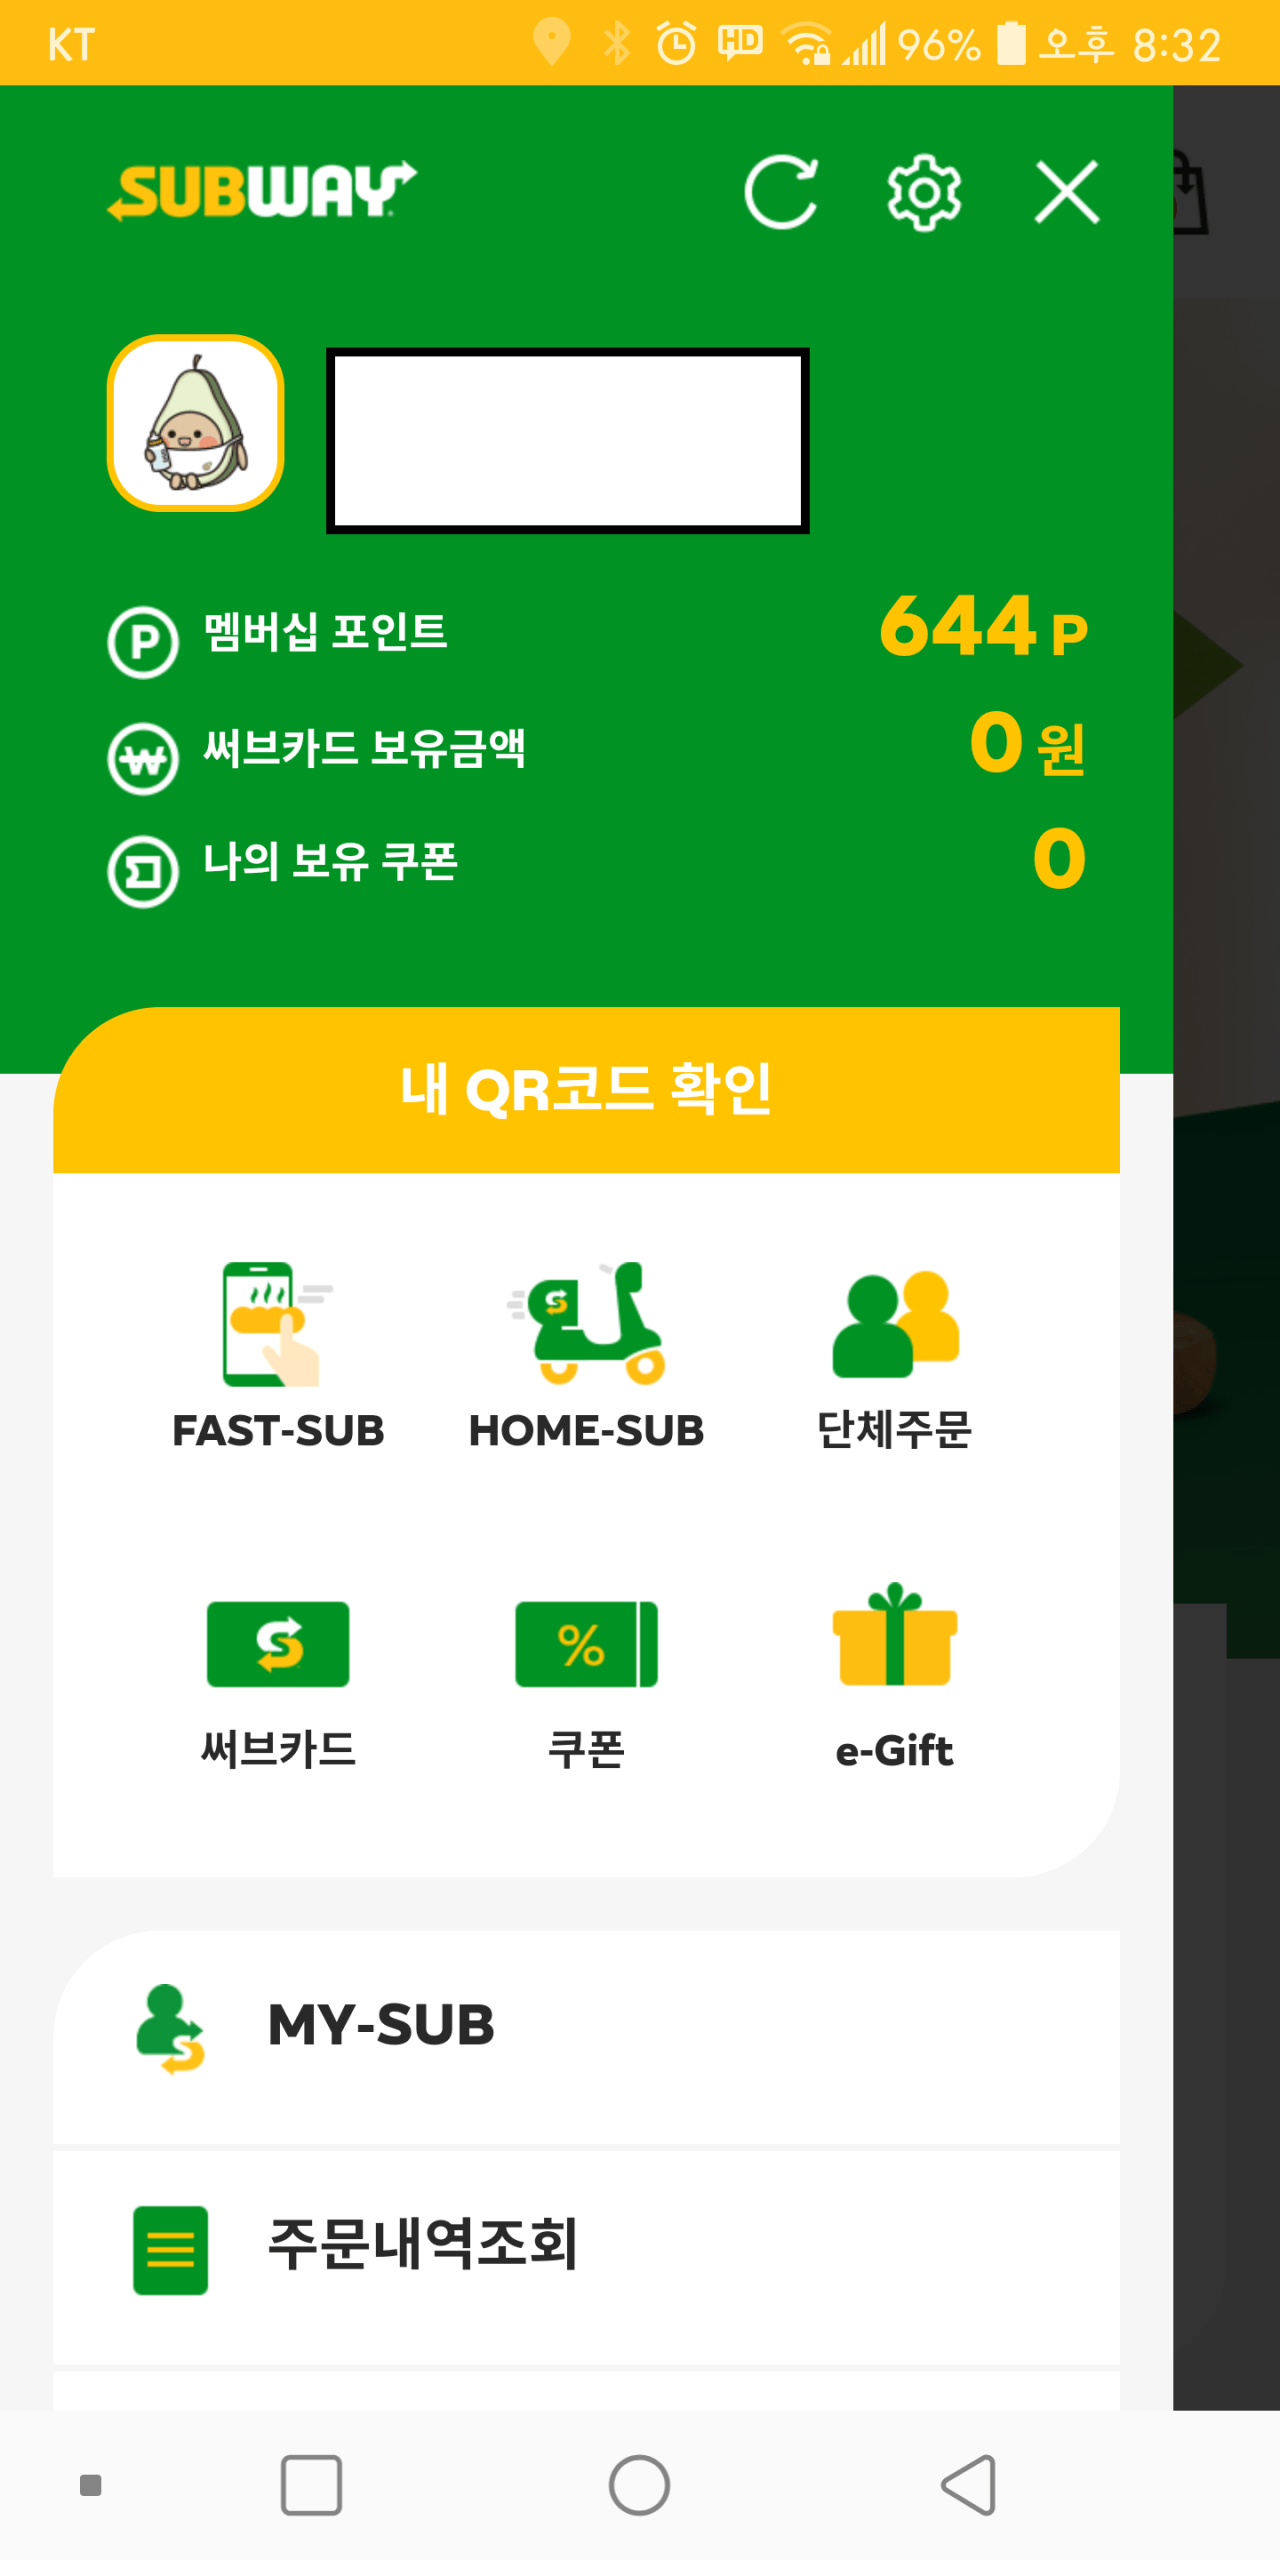 KT HD 96% 오후 8:32
SUBWAY
P 멤버십 포인트 644 P
₩ 써브카드 보유금액 0 원
나의 보유 쿠폰 0
내 QR코드 확인
FAST-SUB HOME-SUB 단체주문
%
써브카드 쿠폰 e-Gift
MY-SUB
주문내역조회